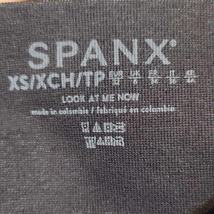 SPANX®
XS/XCH/TP
LOOK AT ME NOW
made in colombia / fabriqué en colombie